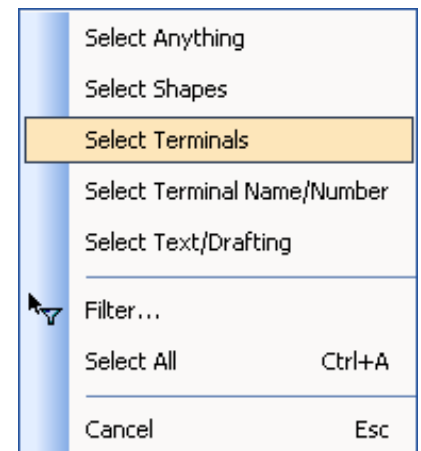 Select Anything
Select Shapes
Select Terminals
Select Terminal Name/Number
Select Text/Drafting
Filter...
Select All Ctrl+A
Cancel Esc